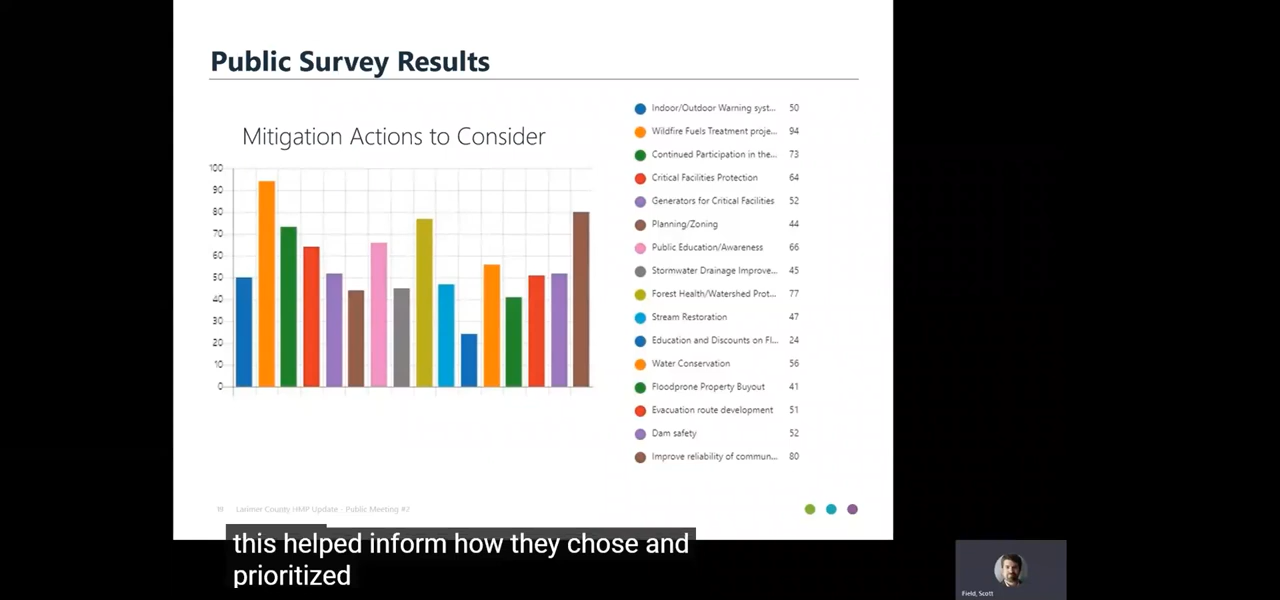 Public Survey Results
Mitigation Actions to Consider
100
90
80
70
60
50
40
30
20
10
0
Indoor/Outdoor Warning syst... 50
Wildfire Fuels Treatment proje... 94
Continued Participation in the... 73
Critical Facilities Protection 64
Generators for Critical Facilities 52
Planning/Zoning 44
Public Education/Awareness 66
Stormwater Drainage Improve... 45
Forest Health/Watershed Prot... 77
Stream Restoration 47
Education and Discounts on Fl... 24
Water Conservation 56
Floodprone Property Buyout 41
Evacuation route development 51
Dam safety 52
Improve reliability of commun... 80
19 Larimer County HMP Update - Public Meeting #2
this helped inform how they chose and
prioritized
Field, Scott